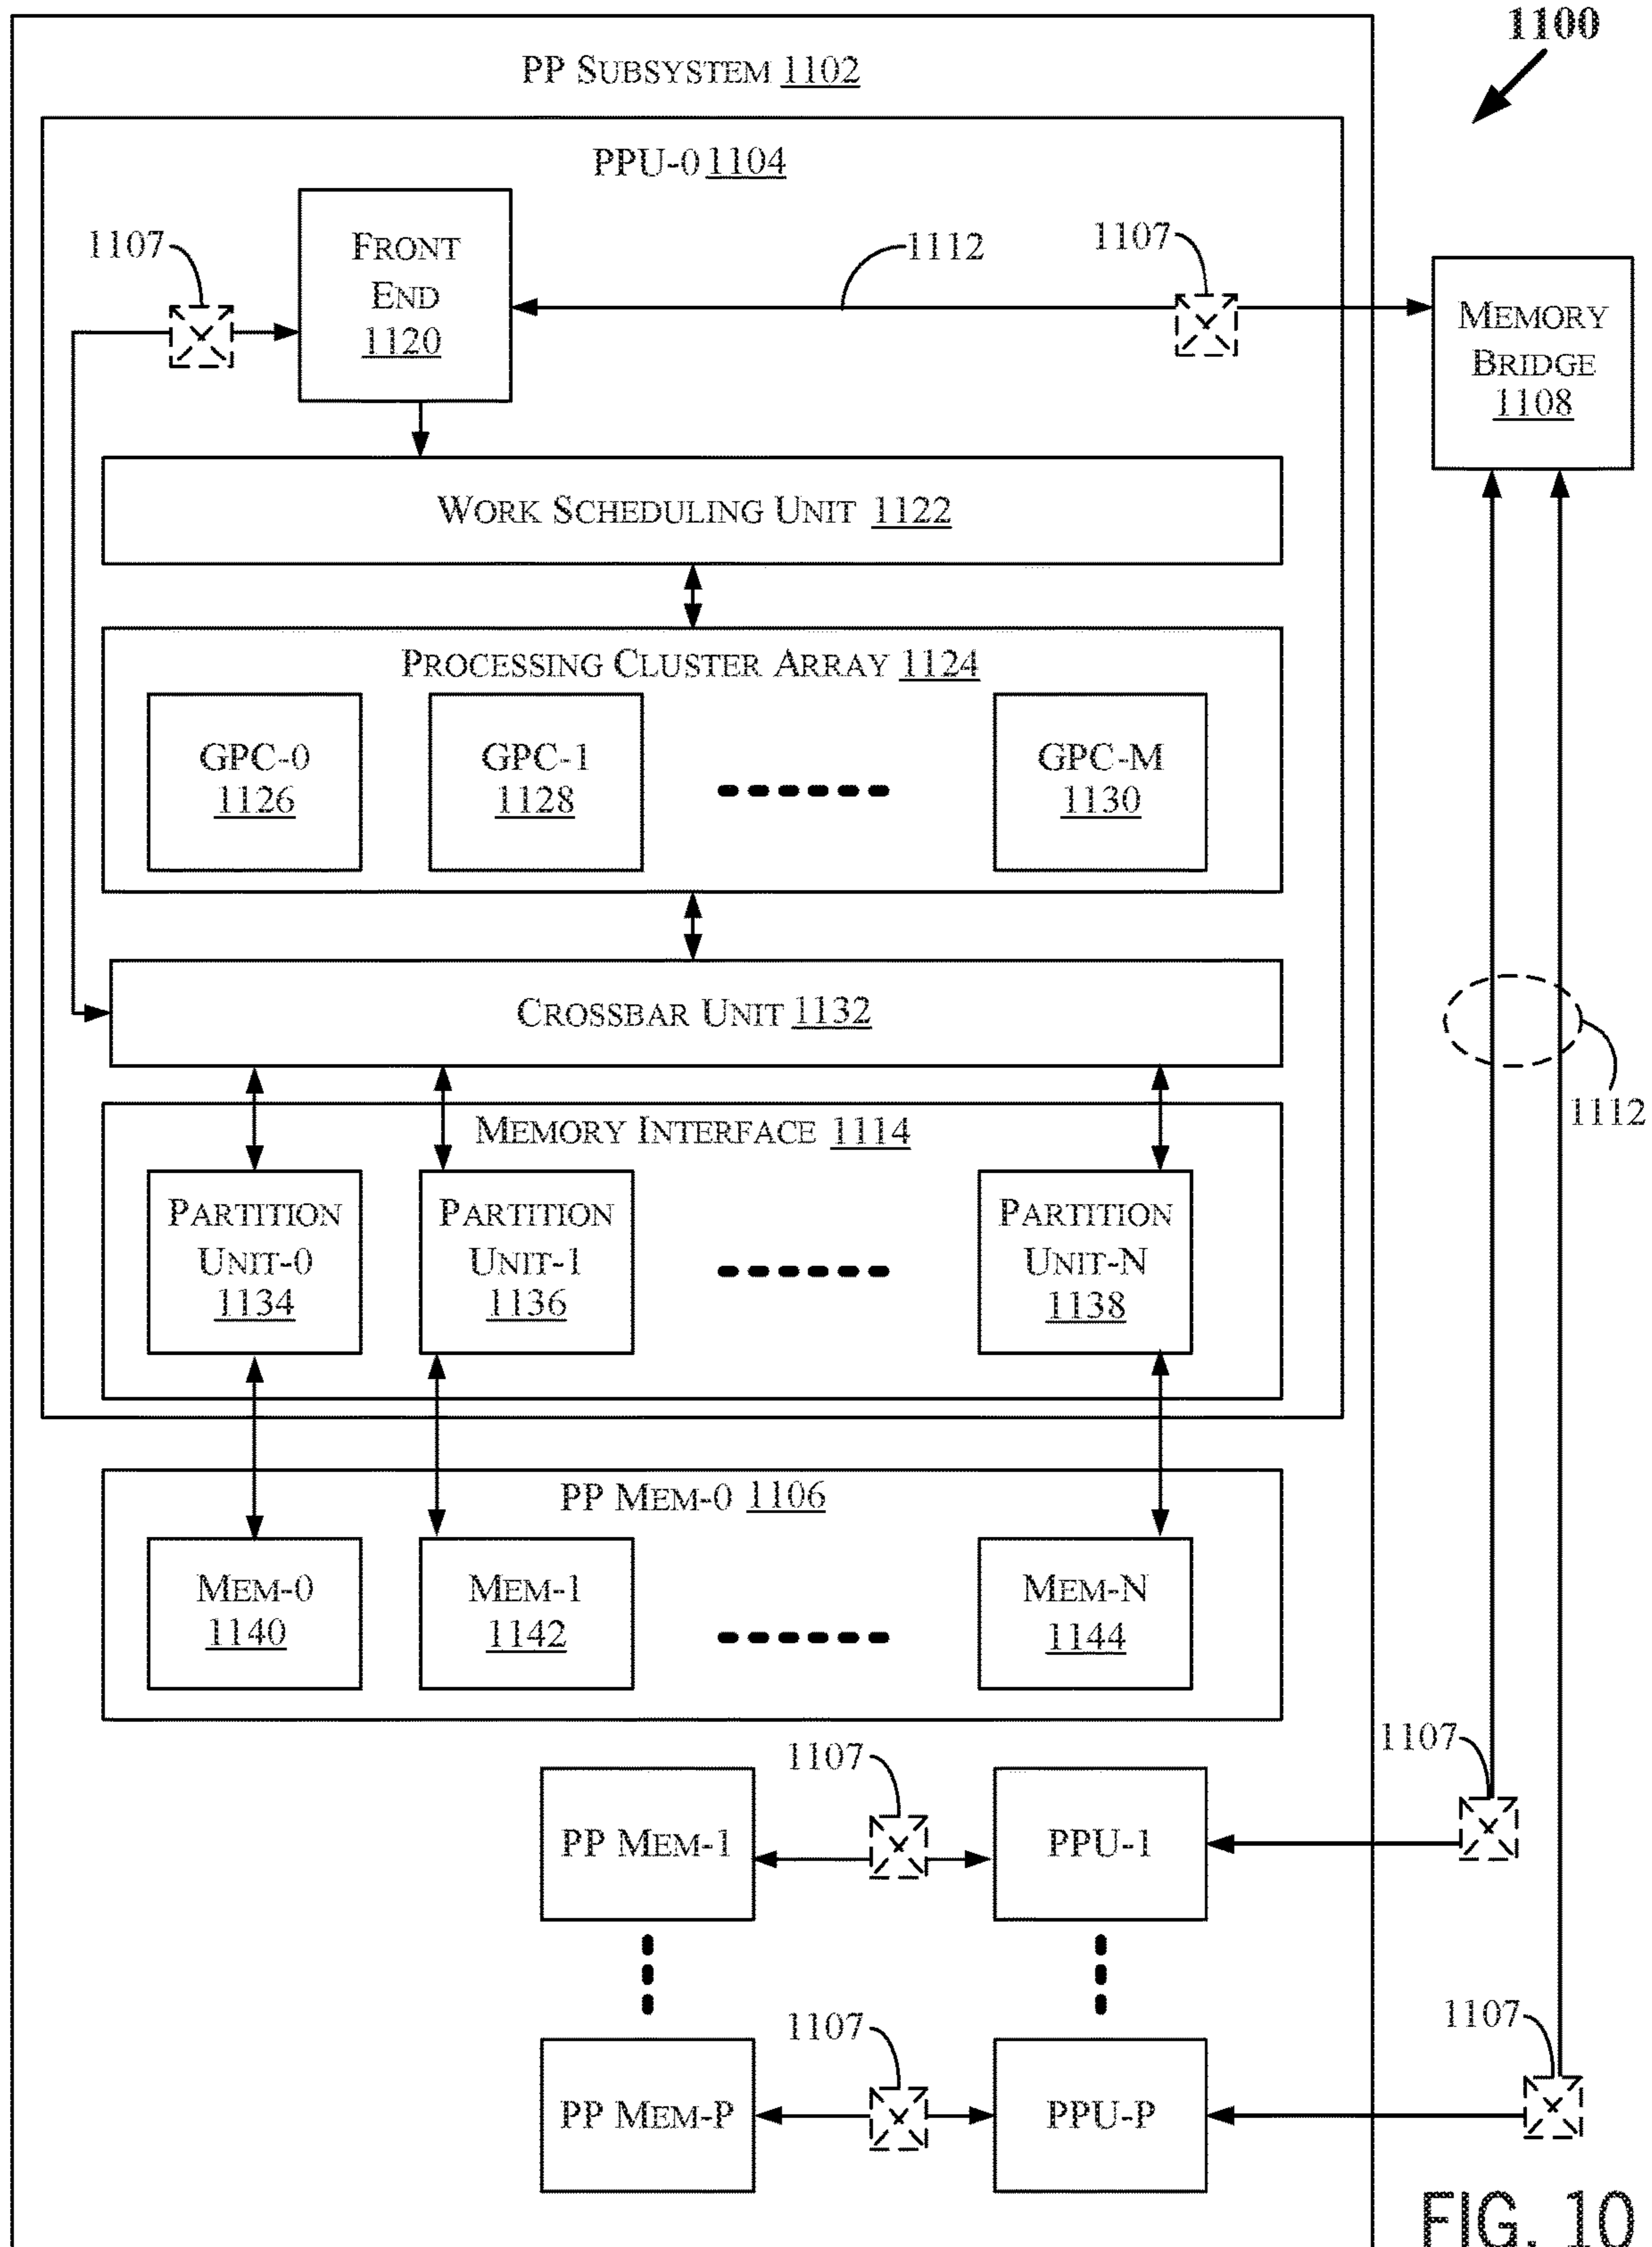 1100
PP SUBSYSTEM 1102
PPU-0 1104
1107
FRONT
END
1120
1112
1107
MEMORY
BRIDGE
1108
WORK SCHEDULING UNIT 1122
PROCESSING CLUSTER ARRAY 1124
GPC-0
1126
GPC-1
1128
GPC-M
1130
CROSSBAR UNIT 1132
1112
MEMORY INTERFACE 1114
PARTITION
UNIT-0
1134
PARTITION
UNIT-1
1136
PARTITION
UNIT-N
1138
PP MEM-0 1106
MEM-0
1140
MEM-1
1142
MEM-N
1144
1107
1107
PP MEM-1
PPU-1
1107
1107
PP MEM-P
PPU-P
FIG. 10